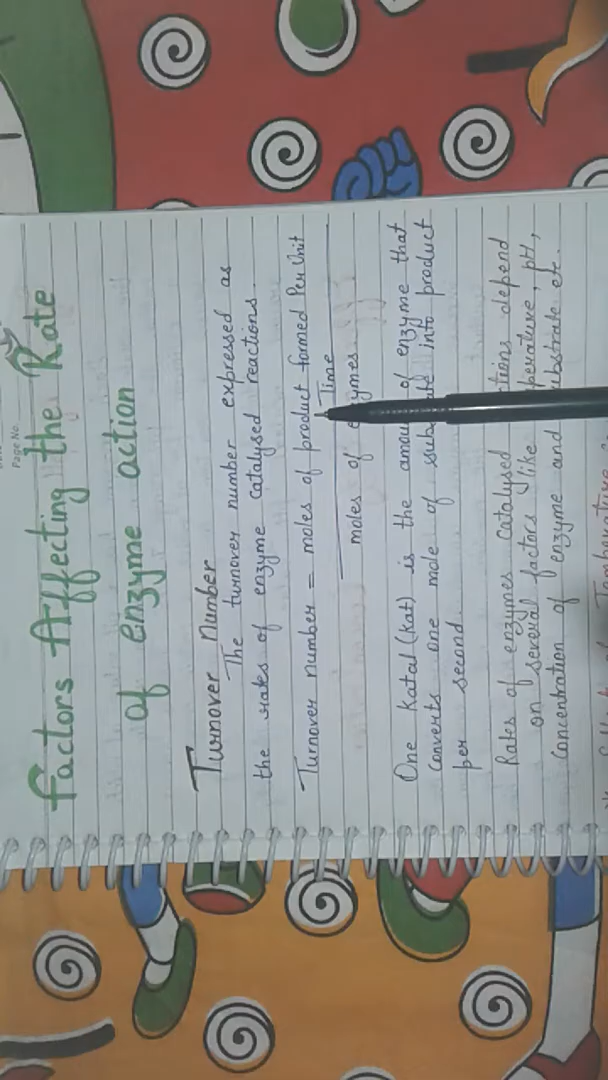 Page No.
Factors Affecting the Rate
of enzyme action
Turnover Number
The turnover number expressed as
the rates of enzyme catalysed reactions.
Turnover number = moles of product formed Per Unit
Time
moles of
One Katal (Kat) is the of enzyme that
converts one mole of into product
per second
Rates of enzymes catalysed depend
on several factors like pH,
concentration of enzyme and etc.